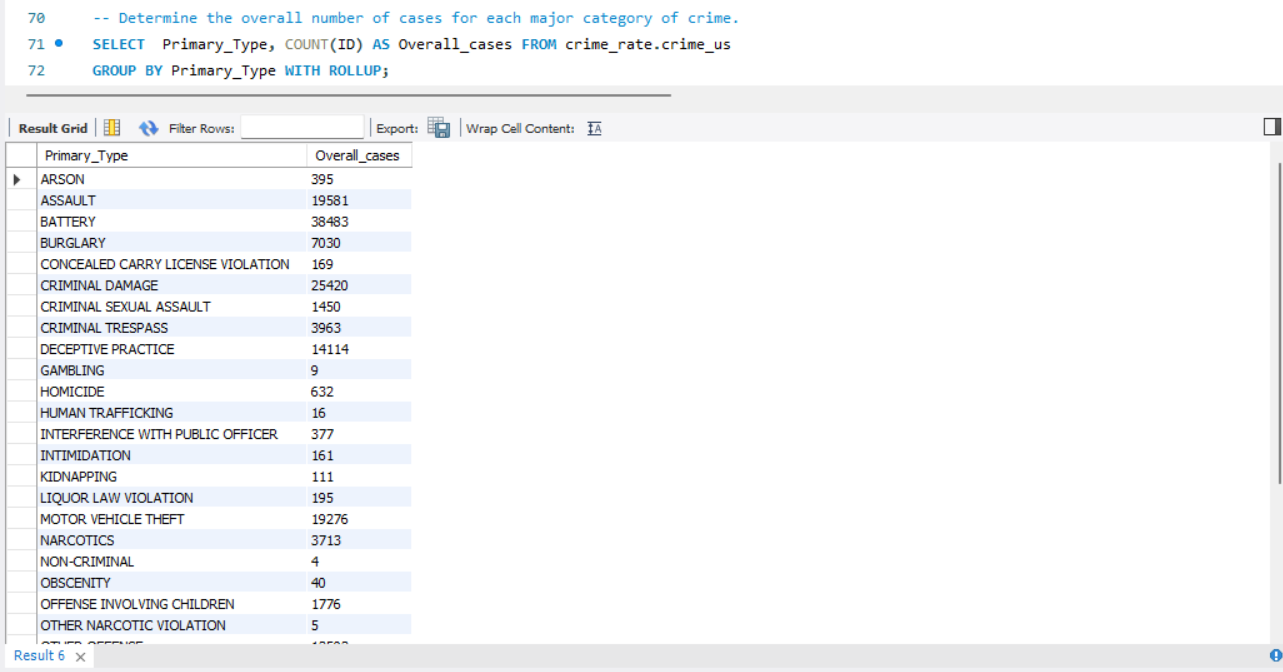 70 -- Determine the overall number of cases for each major category of crime.
71 SELECT Primary_Type, COUNT(ID) AS Overall_cases FROM crime_rate.crime_us
72 GROUP BY Primary_Type WITH ROLLUP;
Result Grid Filter Rows: Export: Wrap Cell Content:
Primary_Type Overall_cases
ARSON 395
ASSAULT 19581
BATTERY 38483
BURGLARY 7030
CONCEALED CARRY LICENSE VIOLATION 169
CRIMINAL DAMAGE 25420
CRIMINAL SEXUAL ASSAULT 1450
CRIMINAL TRESPASS 3963
DECEPTIVE PRACTICE 14114
GAMBLING 9
HOMICIDE 632
HUMAN TRAFFICKING 16
INTERFERENCE WITH PUBLIC OFFICER 377
INTIMIDATION 161
KIDNAPPING 111
LIQUOR LAW VIOLATION 195
MOTOR VEHICLE THEFT 19276
NARCOTICS 3713
NON-CRIMINAL 4
OBSCENITY 40
OFFENSE INVOLVING CHILDREN 1776
OTHER NARCOTIC VIOLATION 5
Result 6